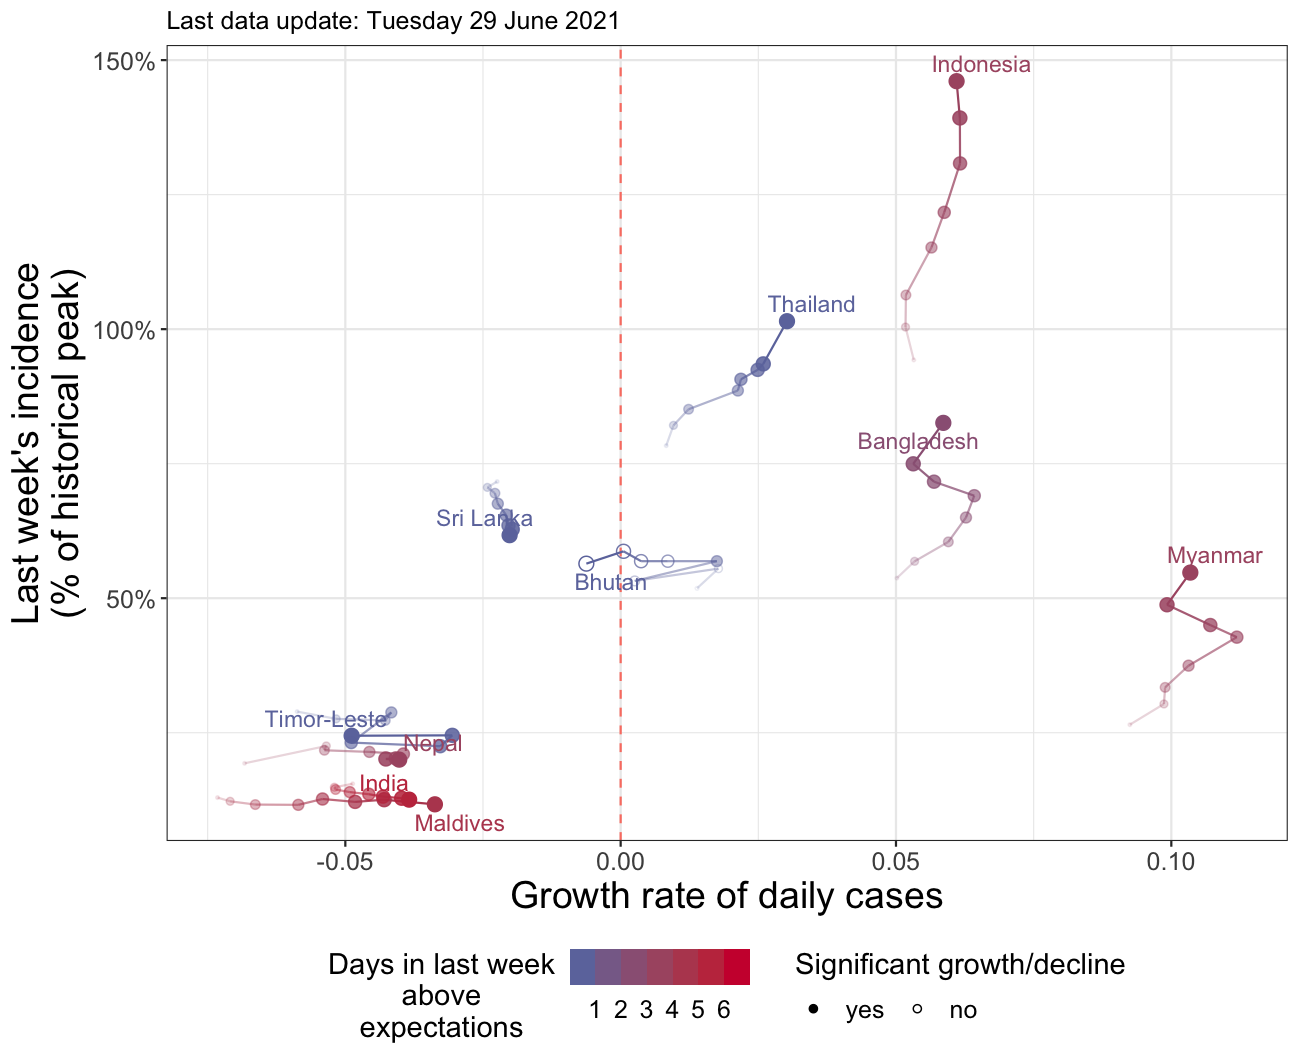 Last data update: Tuesday 29 June 2021
150%
100%
50%
Last week's incidence
(% of historical peak)
Indonesia
Thailand
Bangladesh
Sri Lanka
Myanmar
Bhutan
Timor-Leste
Nepal
India
Maldives
-0.05 0.00 0.05 0.10
Growth rate of daily cases
Days in last week
above
expectations
1 2 3 4 5 6
Significant growth/decline
yes no